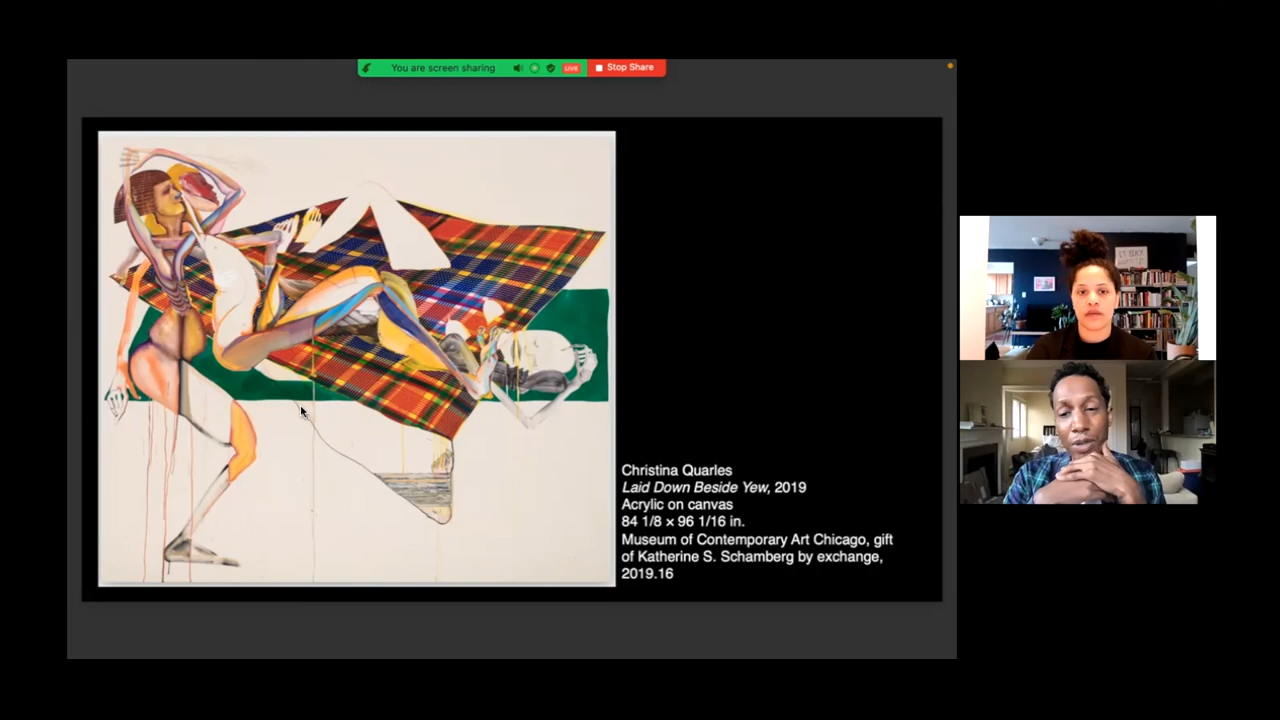 You are screen sharing
LIVE
Stop Share
Christina Quarles
Laid Down Beside Yew, 2019
Acrylic on canvas
84 1/8 × 96 1/16 in.
Museum of Contemporary Art Chicago, gift
of Katherine S. Schamberg by exchange,
2019.16